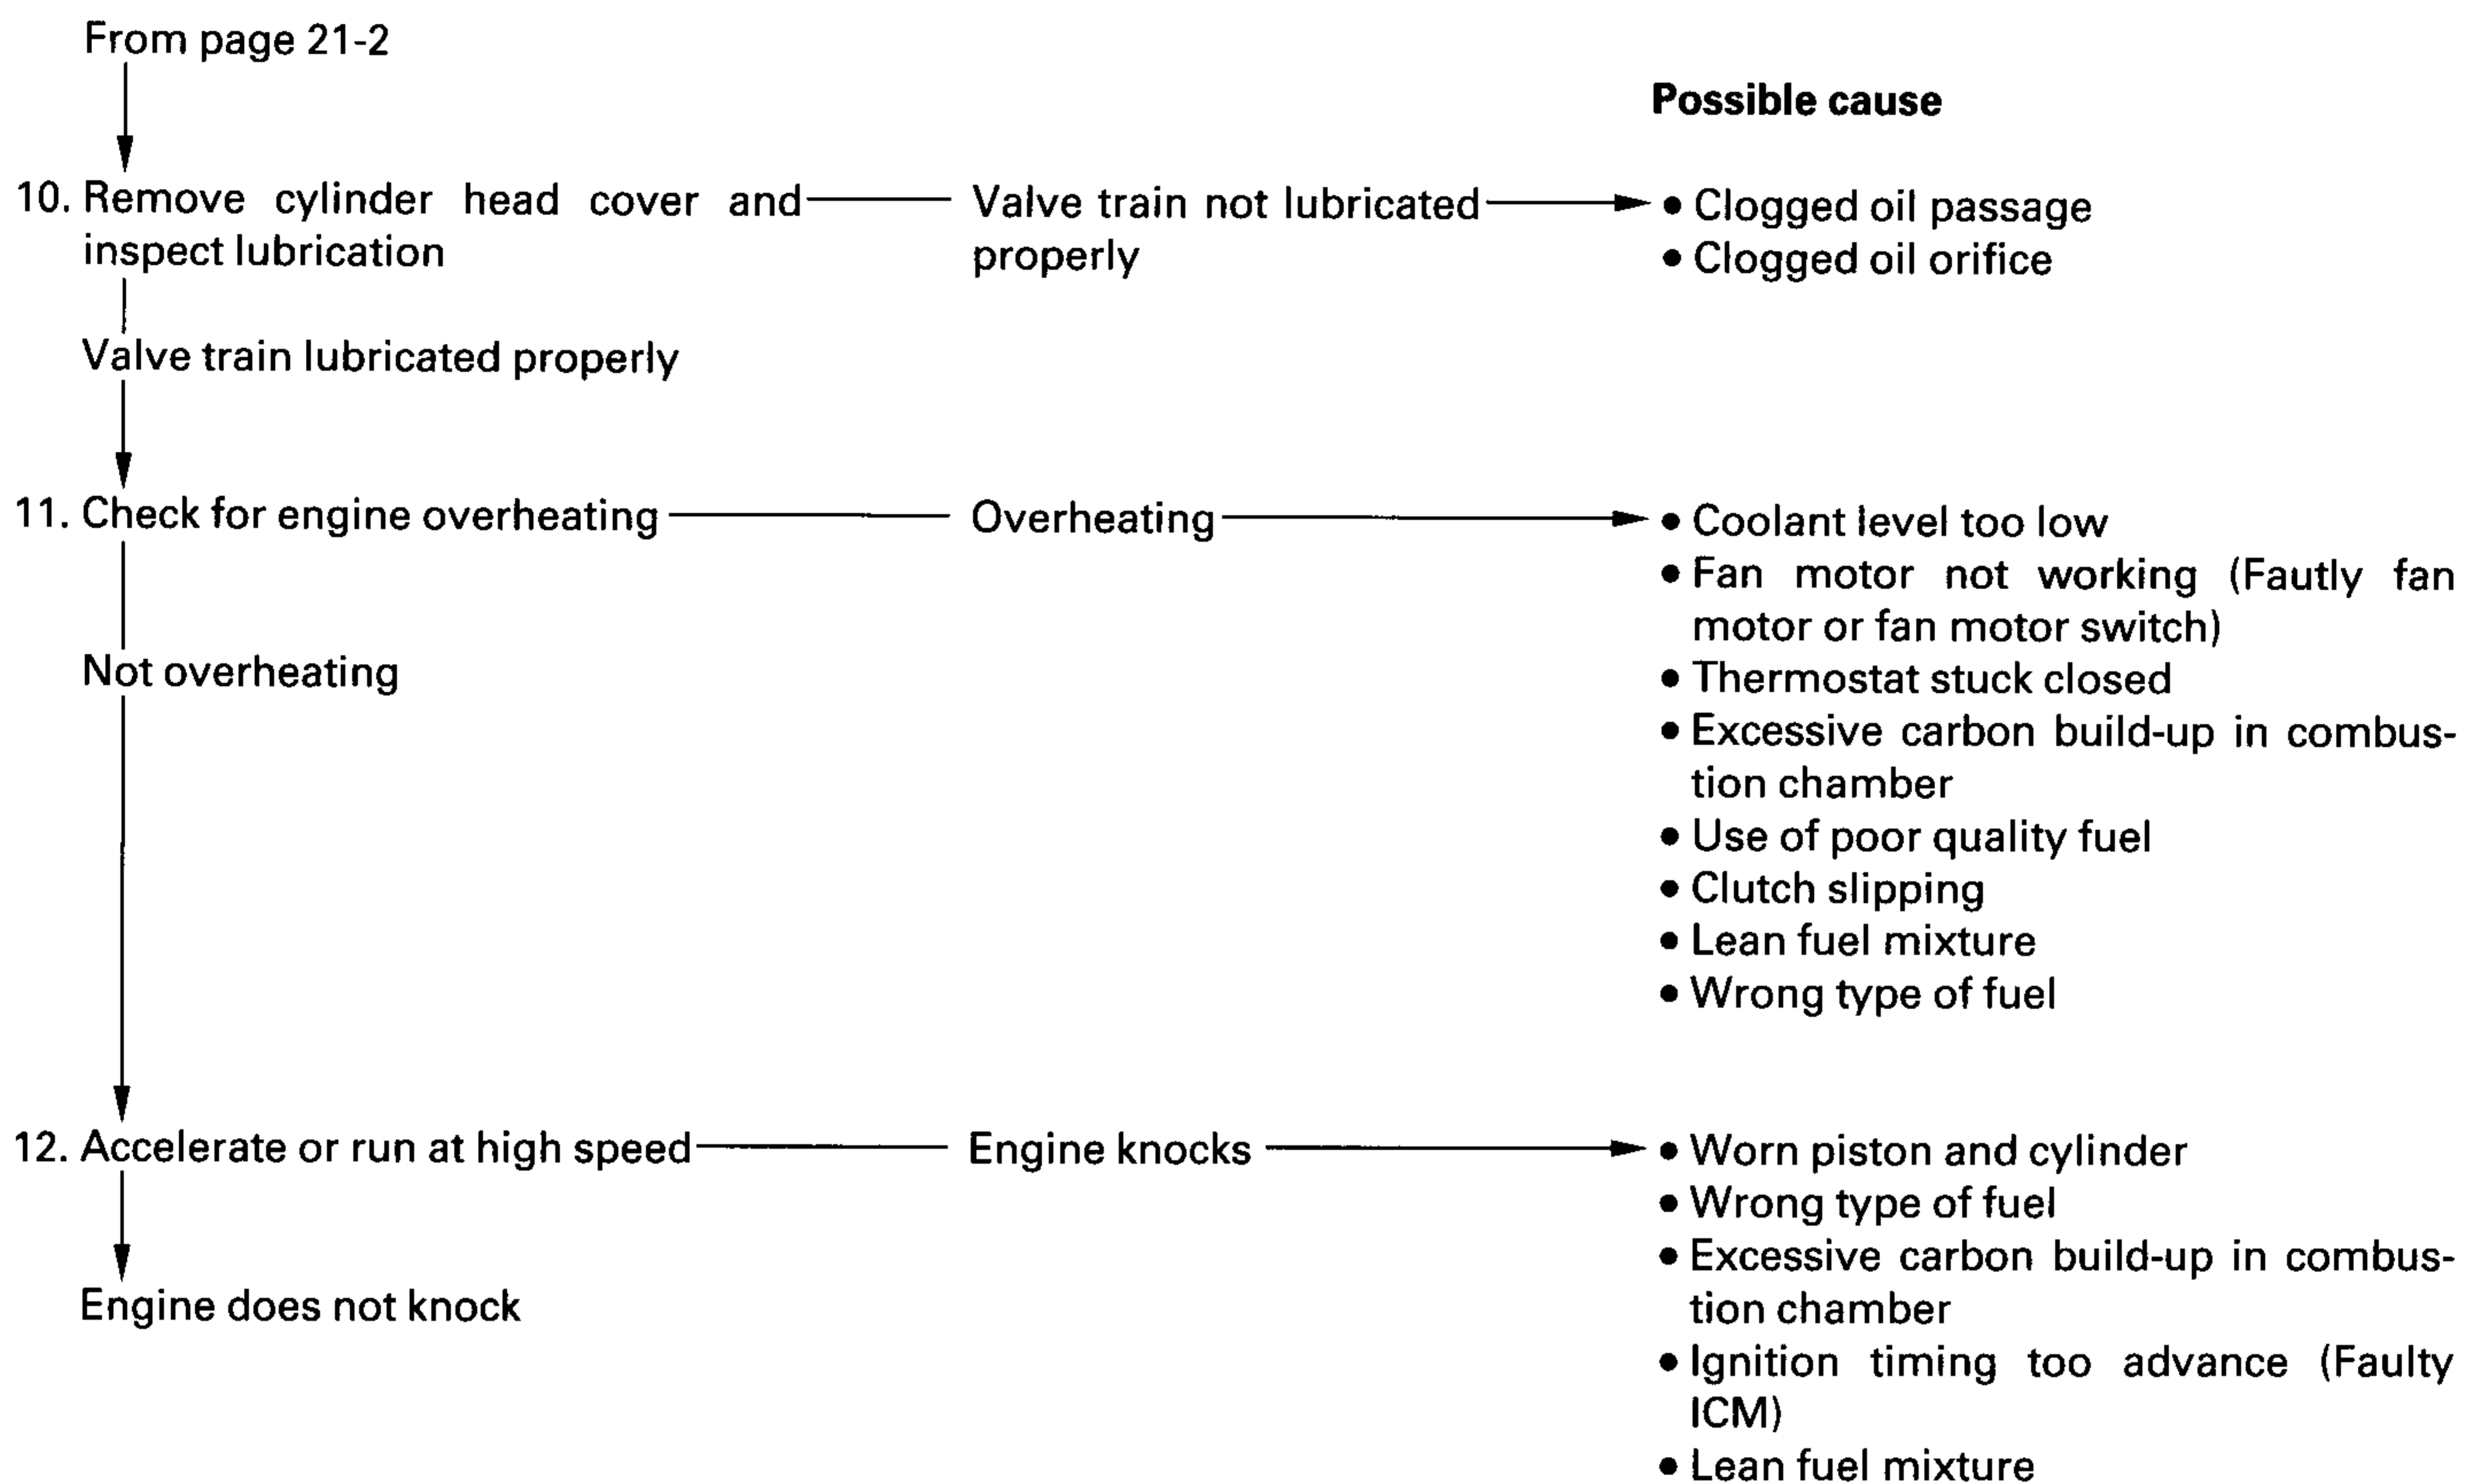 From page 21-2
Possible cause
10. Remove cylinder head cover and
inspect lubrication
Valve train not lubricated
properly
● Clogged oil passage
● Clogged oil orifice
Valve train lubricated properly
11. Check for engine overheating
Overheating
● Coolant level too low
● Fan motor not working (Fautly fan
motor or fan motor switch)
● Thermostat stuck closed
● Excessive carbon build-up in combus-
tion chamber
● Use of poor quality fuel
● Clutch slipping
● Lean fuel mixture
● Wrong type of fuel
Not overheating
12. Accelerate or run at high speed
Engine knocks
● Worn piston and cylinder
● Wrong type of fuel
● Excessive carbon build-up in combus-
tion chamber
● Ignition timing too advance (Faulty
ICM)
● Lean fuel mixture
Engine does not knock